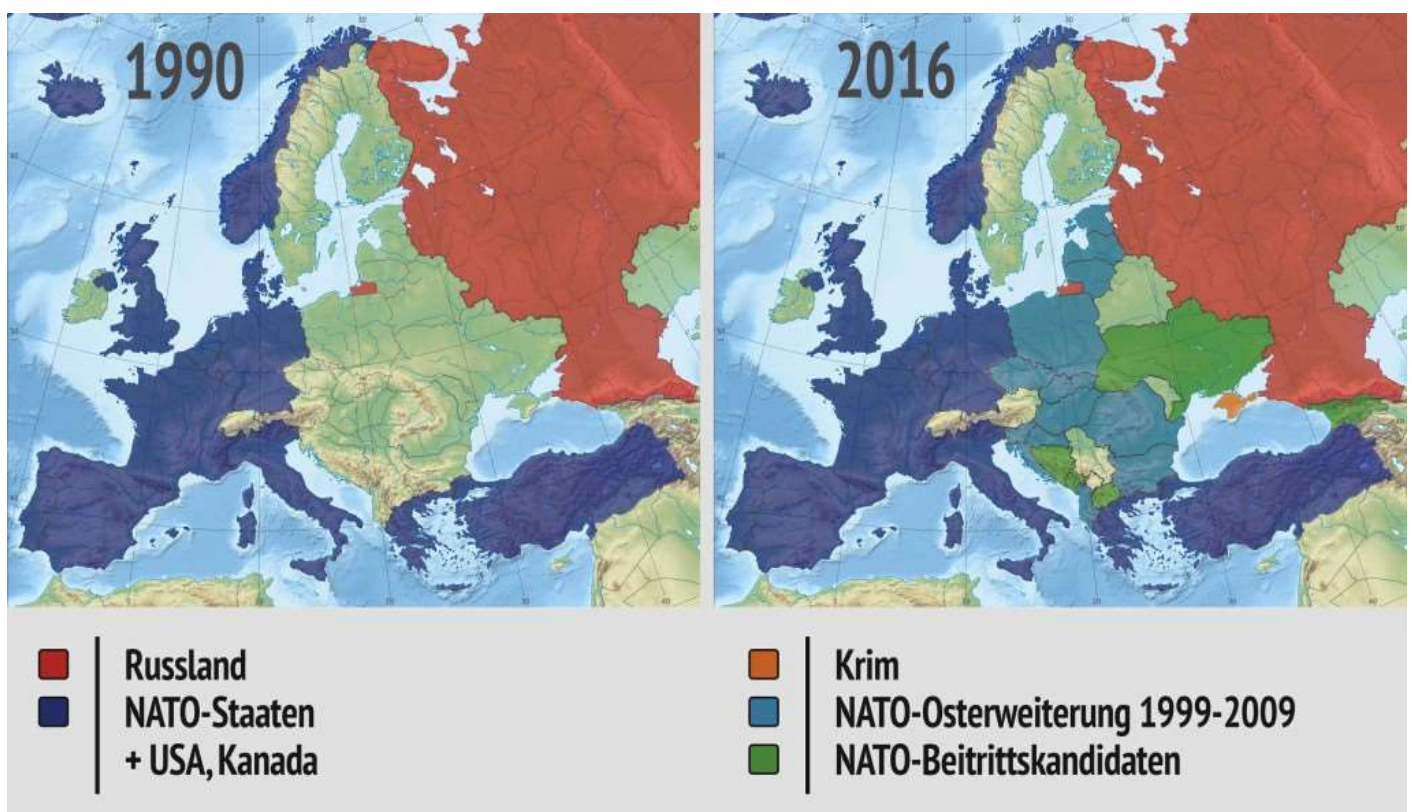 1990
2016
Russland
NATO-Staaten
+ USA, Kanada
Krim
NATO-Osterweiterung 1999-2009
NATO-Beitrittskandidaten